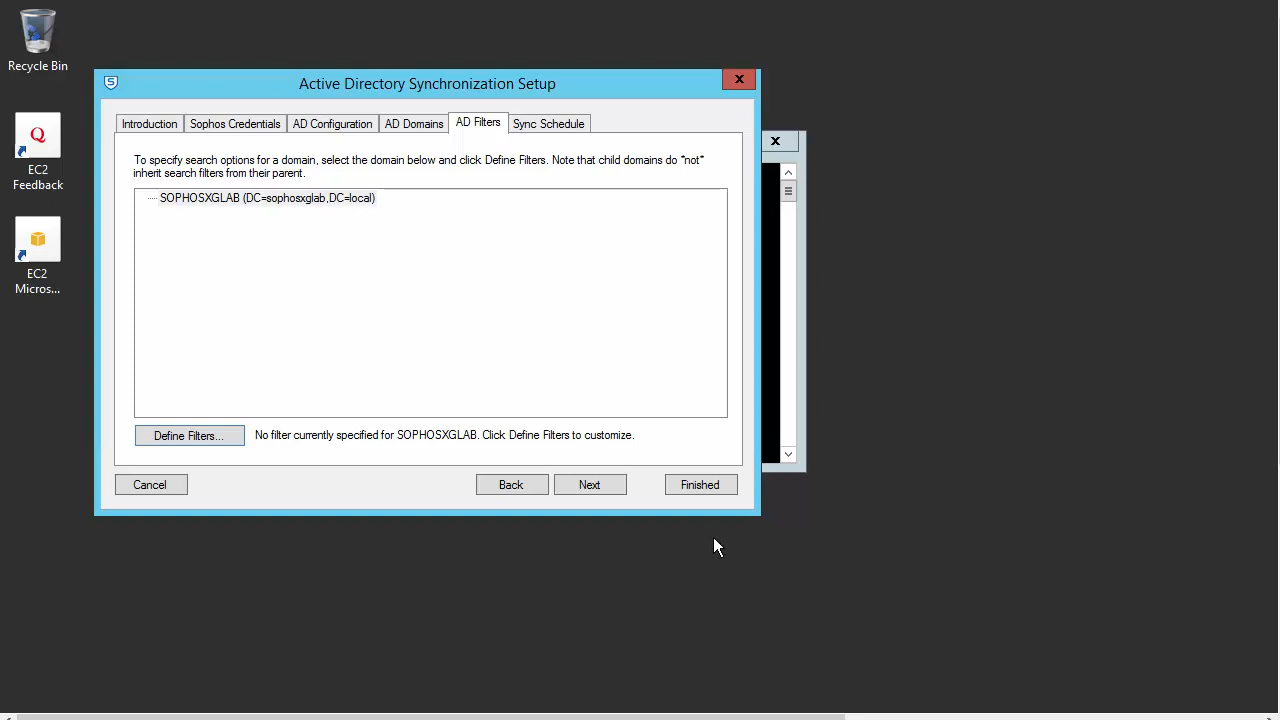 Recycle Bin
Active Directory Synchronization Setup
x
Introduction
Sophos Credentials
AD Configuration
AD Domains
AD Filters
Sync Schedule
Q
EC2
Feedback
x
To specify search options for a domain, select the domain below and click Define Filters. Note that child domains do *not*
inherit search filters from their parent.
SOPHOSXGLAB (DC=sophosxglab,DC=local)
EC2
Micros...
Define Filters...
No filter currently specified for SOPHOSXGLAB. Click Define Filters to customize.
Cancel
Back
Next
Finished